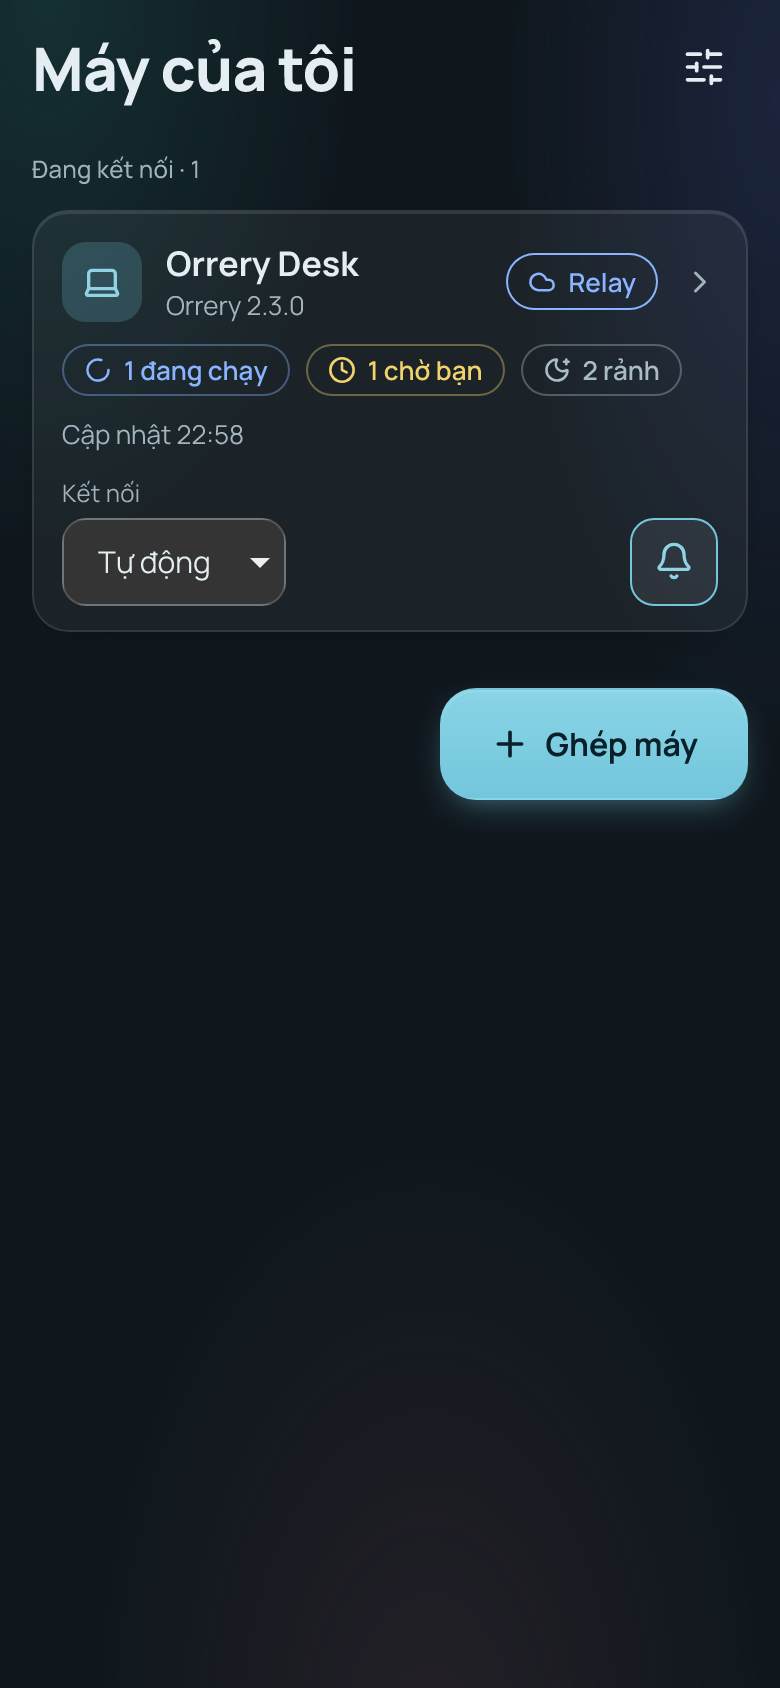 Máy của tôi
Đang kết nối · 1
Orrery Desk
Orrery 2.3.0
Relay
1 đang chạy
1 chờ bạn
2 rảnh
Cập nhật 22:58
Kết nối
Tự động
Ghép máy